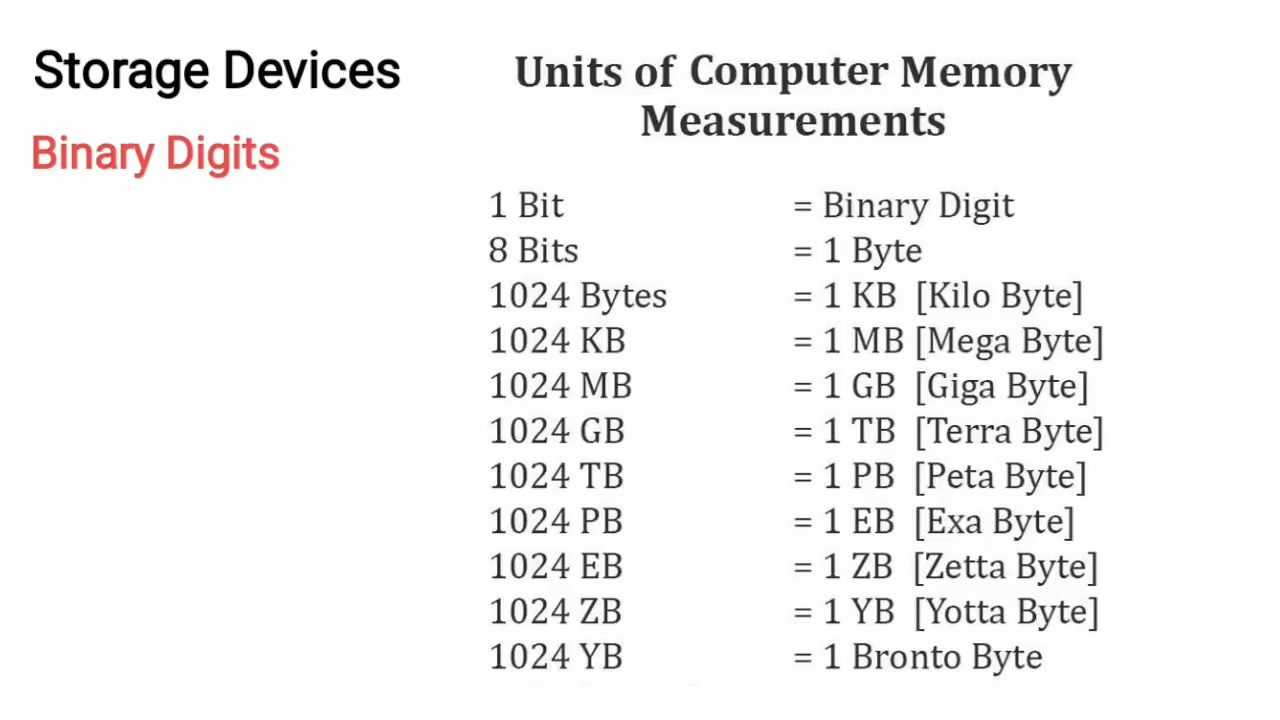 Storage Devices
Binary Digits
Units of Computer Memory
Measurements
1 Bit = Binary Digit
8 Bits = 1 Byte
1024 Bytes = 1 KB [Kilo Byte]
1024 KB = 1 MB [Mega Byte]
1024 MB = 1 GB [Giga Byte]
1024 GB = 1 TB [Terra Byte]
1024 TB = 1 PB [Peta Byte]
1024 PB = 1 EB [Exa Byte]
1024 EB = 1 ZB [Zetta Byte]
1024 ZB = 1 YB [Yotta Byte]
1024 YB = 1 Bronto Byte